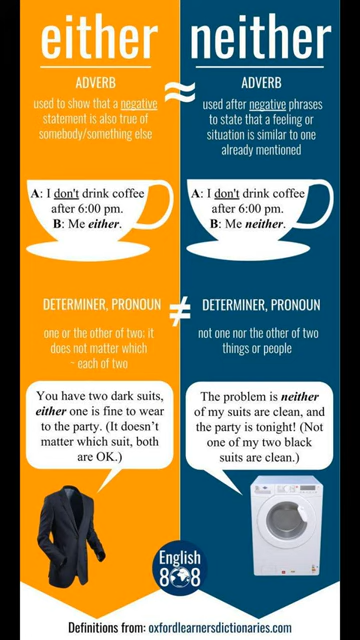 either
ADVERB
used to show that a negative
statement is also true of
somebody/something else
A: I don't drink coffee
after 6:00 pm.
B: Me either.
DETERMINER, PRONOUN
one or the other of two; it
does not matter which
- each of two
You have two dark suits,
either one is fine to wear
to the party. (It doesn't
matter which suit, both
are OK.)
neither
ADVERB
used after negative phrases
to state that a feeling or
situation is similar to one
already mentioned
A: I don't drink coffee
after 6:00 pm.
B: Me neither.
DETERMINER, PRONOUN
not one nor the other of two
things or people
The problem is neither
of my suits are clean, and
the party is tonight! (Not
one of my two black
suits are clean.)
≈
≠
English
808
Definitions from: oxfordlearnersdictionaries.com